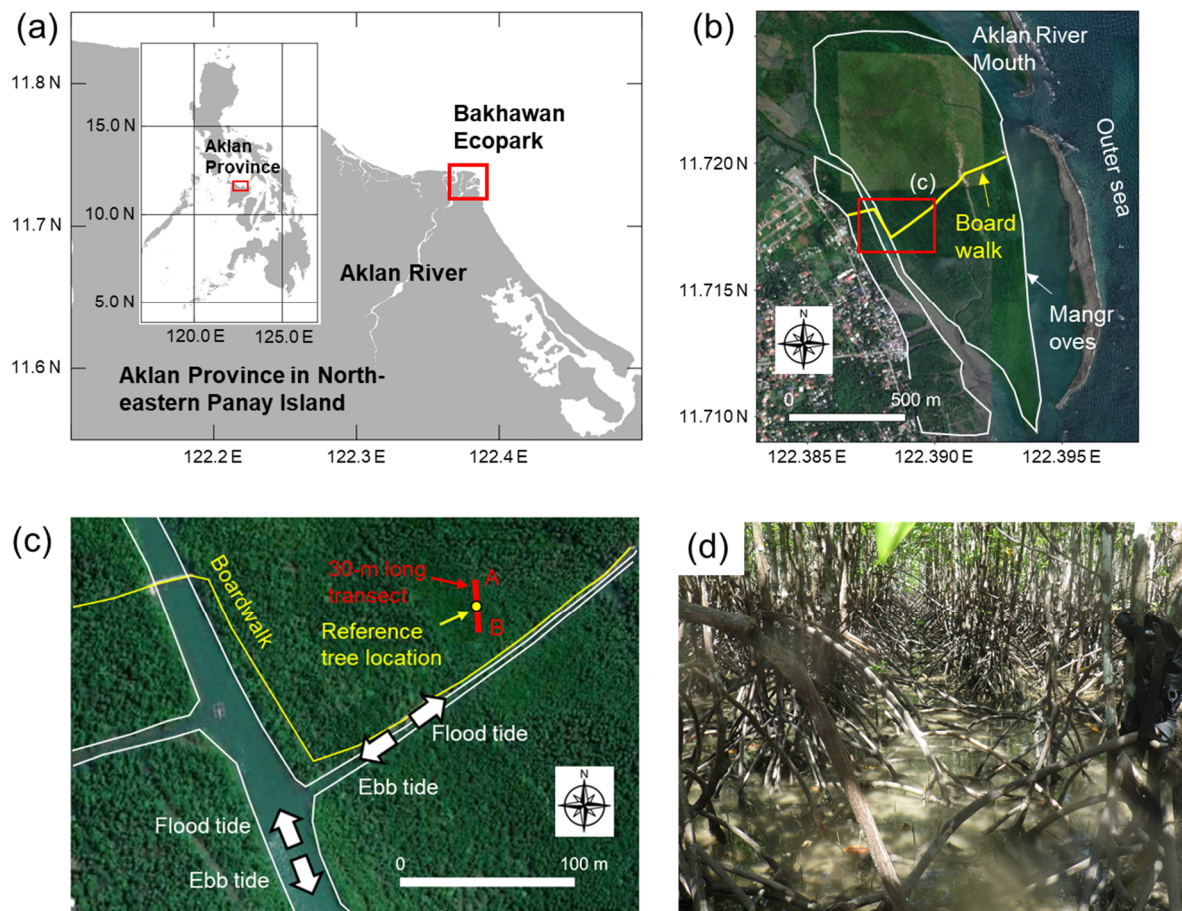 (a)
11.8 N
11.7 N
11.6 N
15.0 N
10.0 N
5.0 N
120.0 E
125.0 E
Aklan
Province
Bakhawan
Ecopark
Aklan River
Aklan Province in North-
eastern Panay Island
122.2 E
122.3 E
122.4 E
(b)
11.720 N
11.715 N
11.710 N
Aklan River
Mouth
Outer sea
(c)
Board
walk
Mangr
oves
N
0
500 m
122.385 E
122.390 E
122.395 E
(c)
Boardwalk
30-m long
transect
A
B
Reference
tree location
Flood tide
Ebb tide
Flood tide
Ebb tide
N
0
100 m
(d)